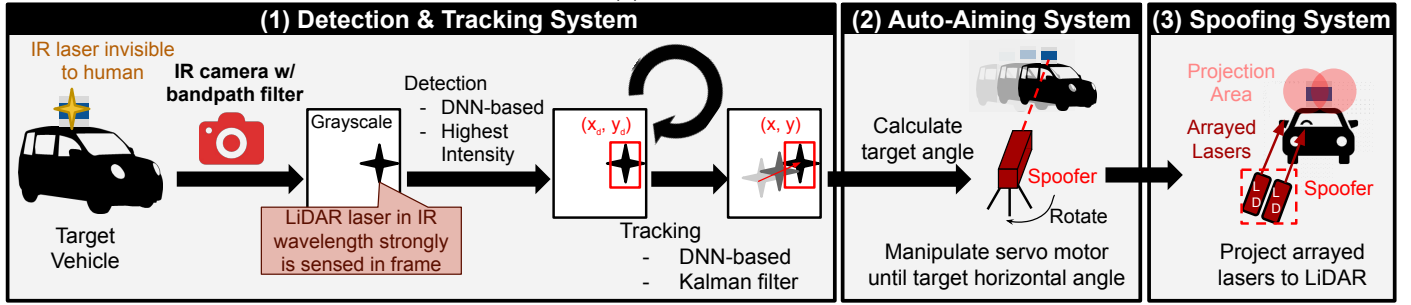 (1) Detection & Tracking System
IR laser invisible
to human
IR camera w/
bandpath filter
Target
Vehicle
Grayscale
LiDAR laser in IR
wavelength strongly
is sensed in frame
Detection
- DNN-based
- Highest
Intensity
(x_d, y_d)
Tracking
- DNN-based
- Kalman filter
(x, y)
(2) Auto-Aiming System
Calculate
target angle
Spoofer
Rotate
Manipulate servo motor
until target horizontal angle
(3) Spoofing System
Projection
Area
Arrayed
Lasers
LD
LD
Spoofer
Project arrayed
lasers to LiDAR